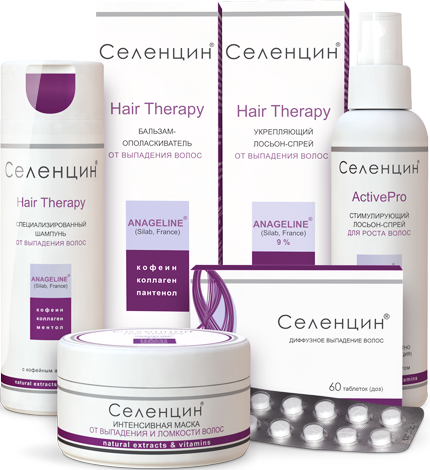 Селенцин®
Hair Therapy
СПЕЦИАЛИЗИРОВАННЫЙ
ШАМПУНЬ
ОТ ВЫПАДЕНИЯ ВОЛОС
ANAGELINE®
(Silab, France)
кофеин
коллаген
ментол
natural extracts
Селенцин®
Hair Therapy
БАЛЬЗАМ-
ОПОЛАСКИВАТЕЛЬ
ОТ ВЫПАДЕНИЯ ВОЛОС
ANAGELINE®
(Silab, France)
кофеин
коллаген
пантенол
Селенцин®
Hair Therapy
УКРЕПЛЯЮЩИЙ
ЛОСЬОН-СПРЕЙ
ОТ ВЫПАДЕНИЯ ВОЛОС
ANAGELINE®
(Silab, France)
9 %
Селенцин®
ActivePro
СТИМУЛИРУЮЩИЙ
ЛОСЬОН-СПРЕЙ
ДЛЯ РОСТА ВОЛОС
Селенцин®
ДИФФУЗНОЕ ВЫПАДЕНИЕ ВОЛОС
60 таблеток (доз)
Селенцин®
ИНТЕНСИВНАЯ МАСКА
ОТ ВЫПАДЕНИЯ И ЛОМКОСТИ ВОЛОС
natural extracts & vitamins